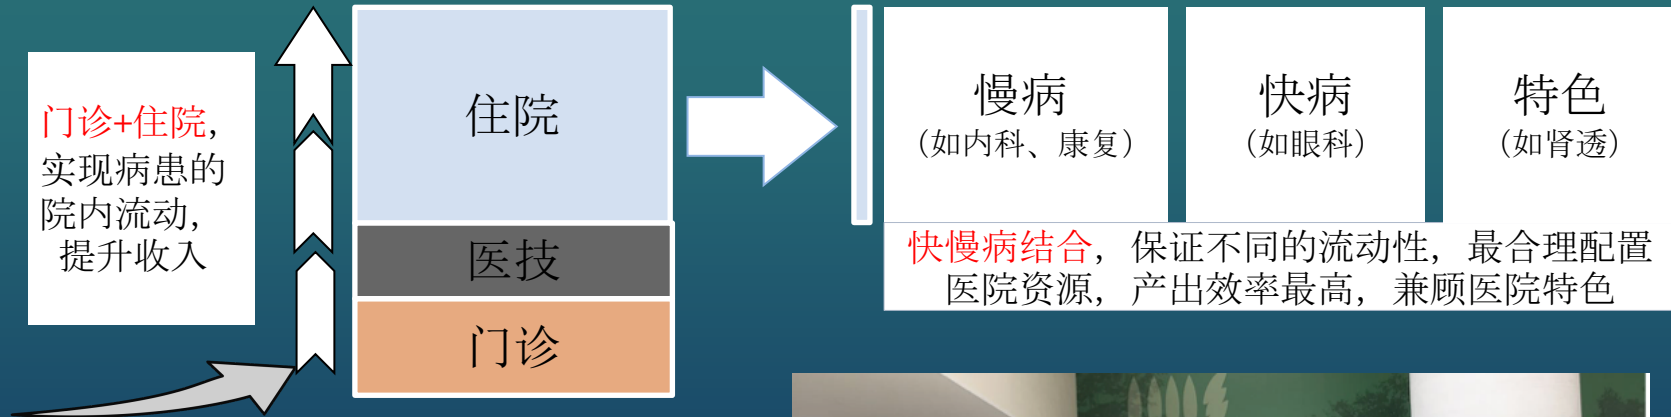 门诊+住院，
实现病患的
院内流动，
提升收入
住院
医技
门诊
慢病
（如内科、康复）
快病
（如眼科）
特色
（如肾透）
快慢病结合，保证不同的流动性，最合理配置
医院资源，产出效率最高，兼顾医院特色